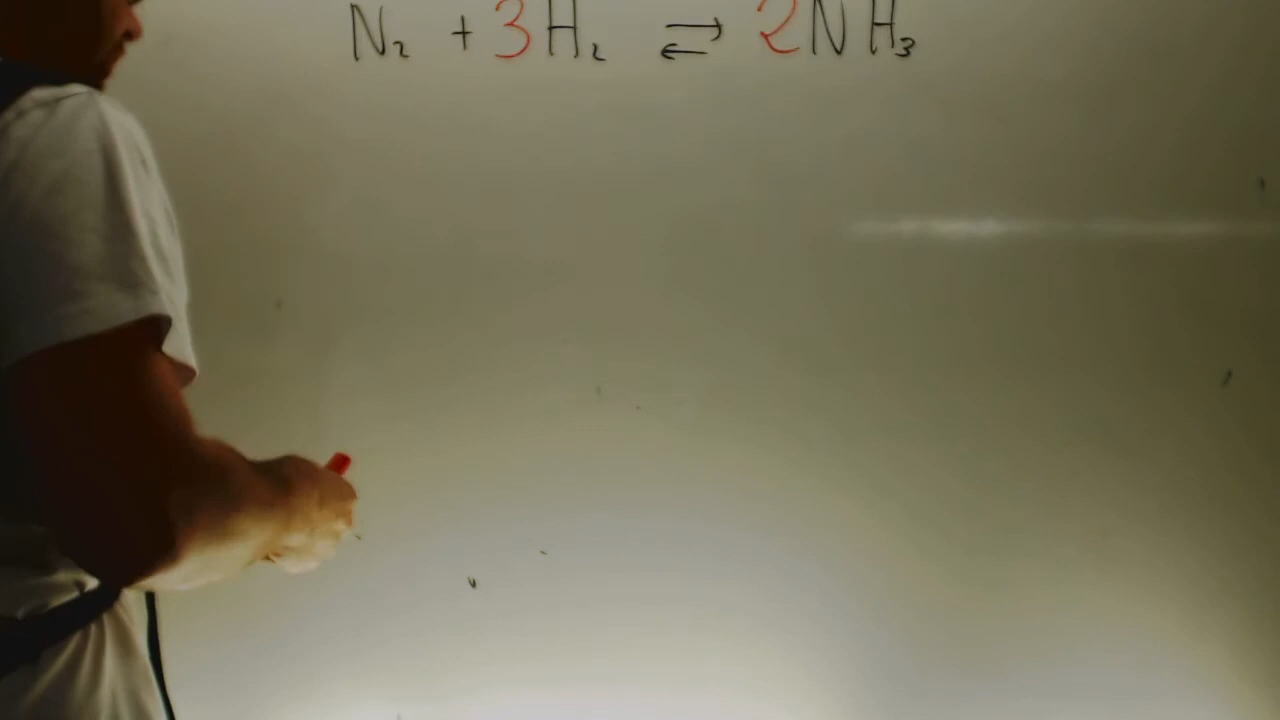 N₂ + 3H₂ ⇄ 2NH₃